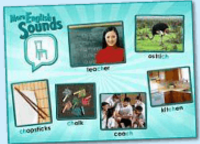 More English
Sounds
teacher
ostrich
chopsticks
chalk
coach
kitchen